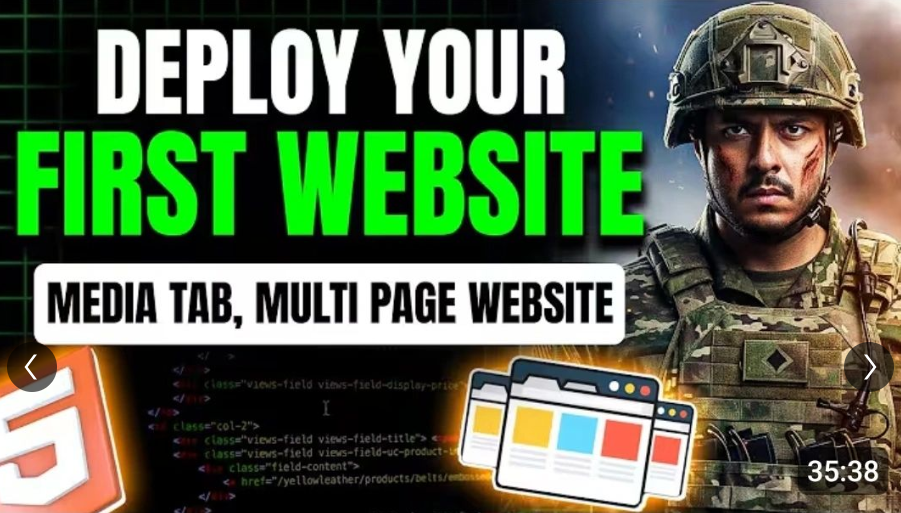 DEPLOY YOUR
FIRST WEBSITE
MEDIA TAB, MULTI PAGE WEBSITE
5
class="views-field views-field-display-price"
class="col-2">
class="views-field views-field-title">
class="views-field views-field-uc-product-i
class="field-content">
href="/yellowleather/products/belts/embosse
35:38